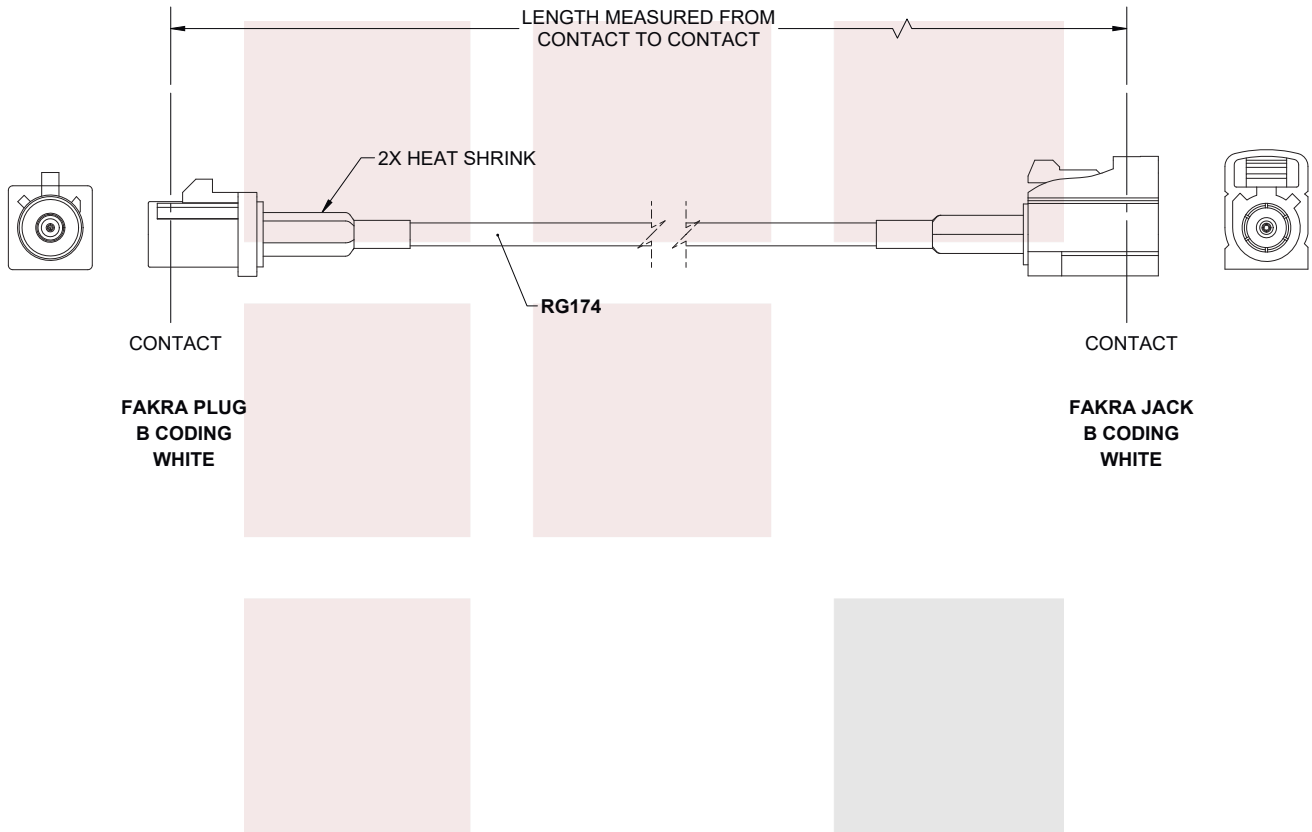 LENGTH MEASURED FROM
CONTACT TO CONTACT
2X HEAT SHRINK
RG174
CONTACT
CONTACT
FAKRA PLUG
B CODING
WHITE
FAKRA JACK
B CODING
WHITE